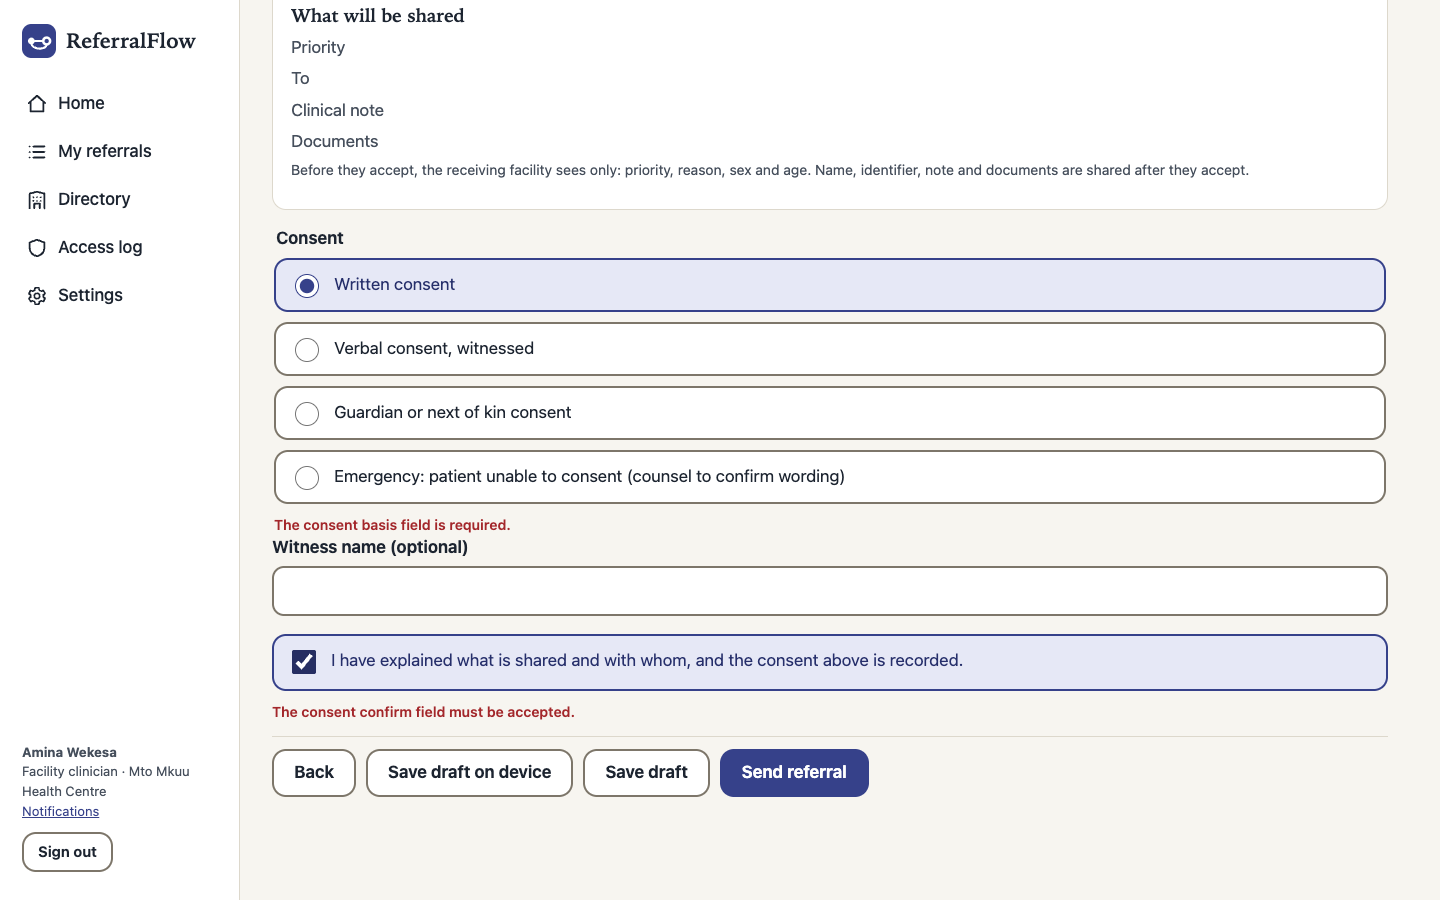 ReferralFlow
Home
My referrals
Directory
Access log
Settings
Amina Wekesa
Facility clinician · Mto Mkuu
Health Centre
Notifications
Sign out
What will be shared
Priority
To
Clinical note
Documents
Before they accept, the receiving facility sees only: priority, reason, sex and age. Name, identifier, note and documents are shared after they accept.
Consent
Written consent
Verbal consent, witnessed
Guardian or next of kin consent
Emergency: patient unable to consent (counsel to confirm wording)
The consent basis field is required.
Witness name (optional)
I have explained what is shared and with whom, and the consent above is recorded.
The consent confirm field must be accepted.
Back
Save draft on device
Save draft
Send referral